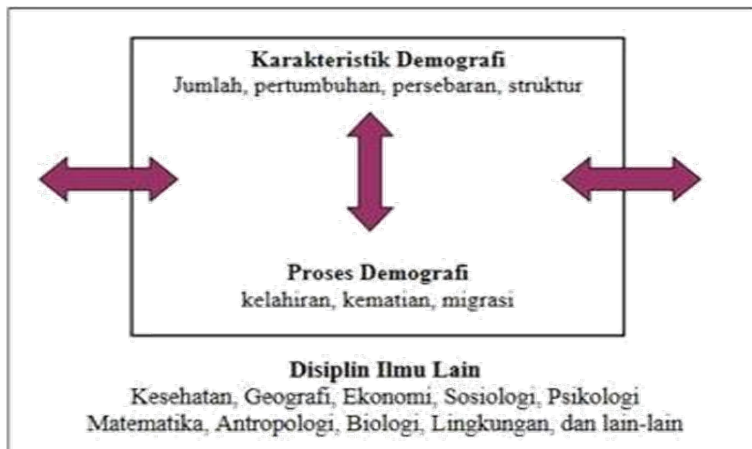 Karakteristik Demografi
Jumlah, pertumbuhan, persebaran, struktur
Proses Demografi
kelahiran, kematian, migrasi
Disiplin Ilmu Lain
Kesehatan, Geografi, Ekonomi, Sosiologi, Psikologi
Matematika, Antropologi, Biologi, Lingkungan, dan lain-lain